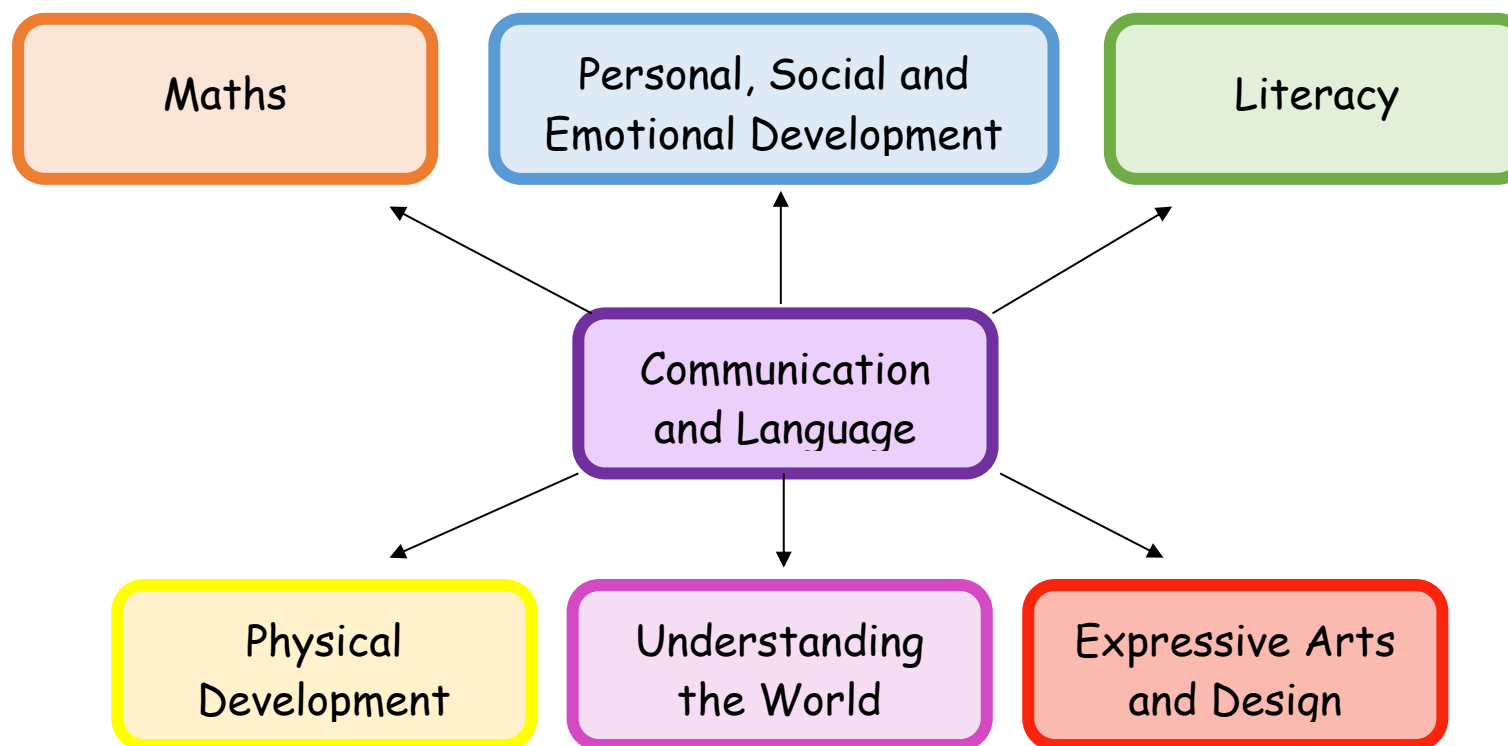 Maths
Personal, Social and
Emotional Development
Literacy
Communication
and Language
Physical
Development
Understanding
the World
Expressive Arts
and Design